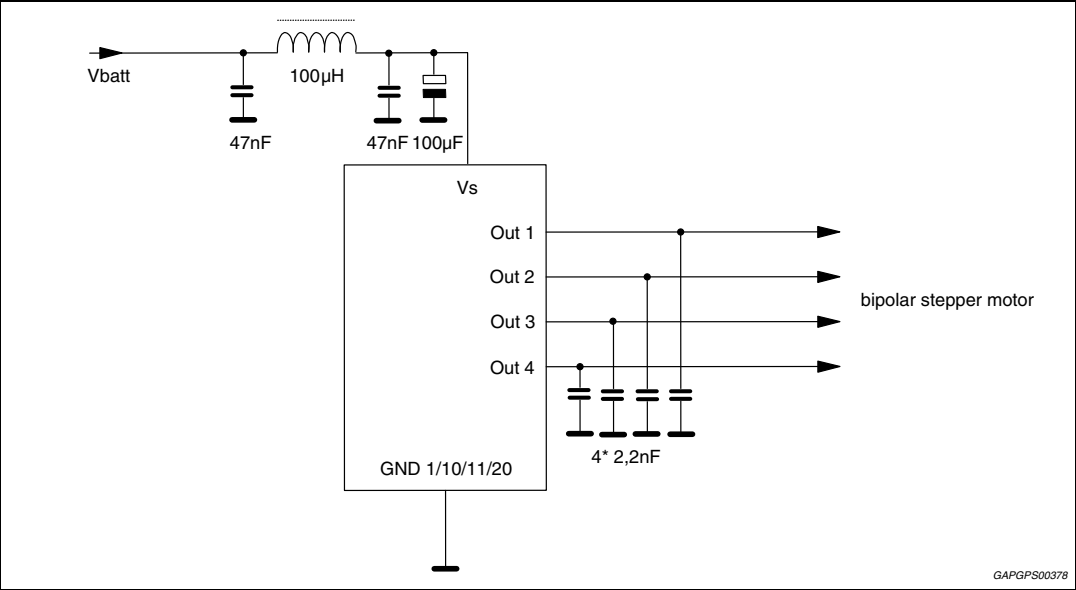 Vbatt
100µH
47nF
47nF 100µF
Vs
Out 1
Out 2
bipolar stepper motor
Out 3
Out 4
4* 2,2nF
GND 1/10/11/20
GAPGPS00378